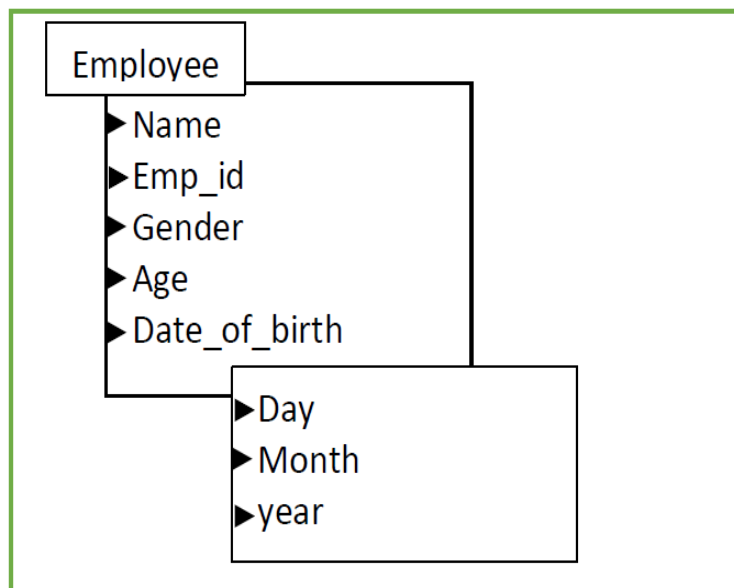 Employee
Name
Emp_id
Gender
Age
Date_of_birth
Day
Month
year